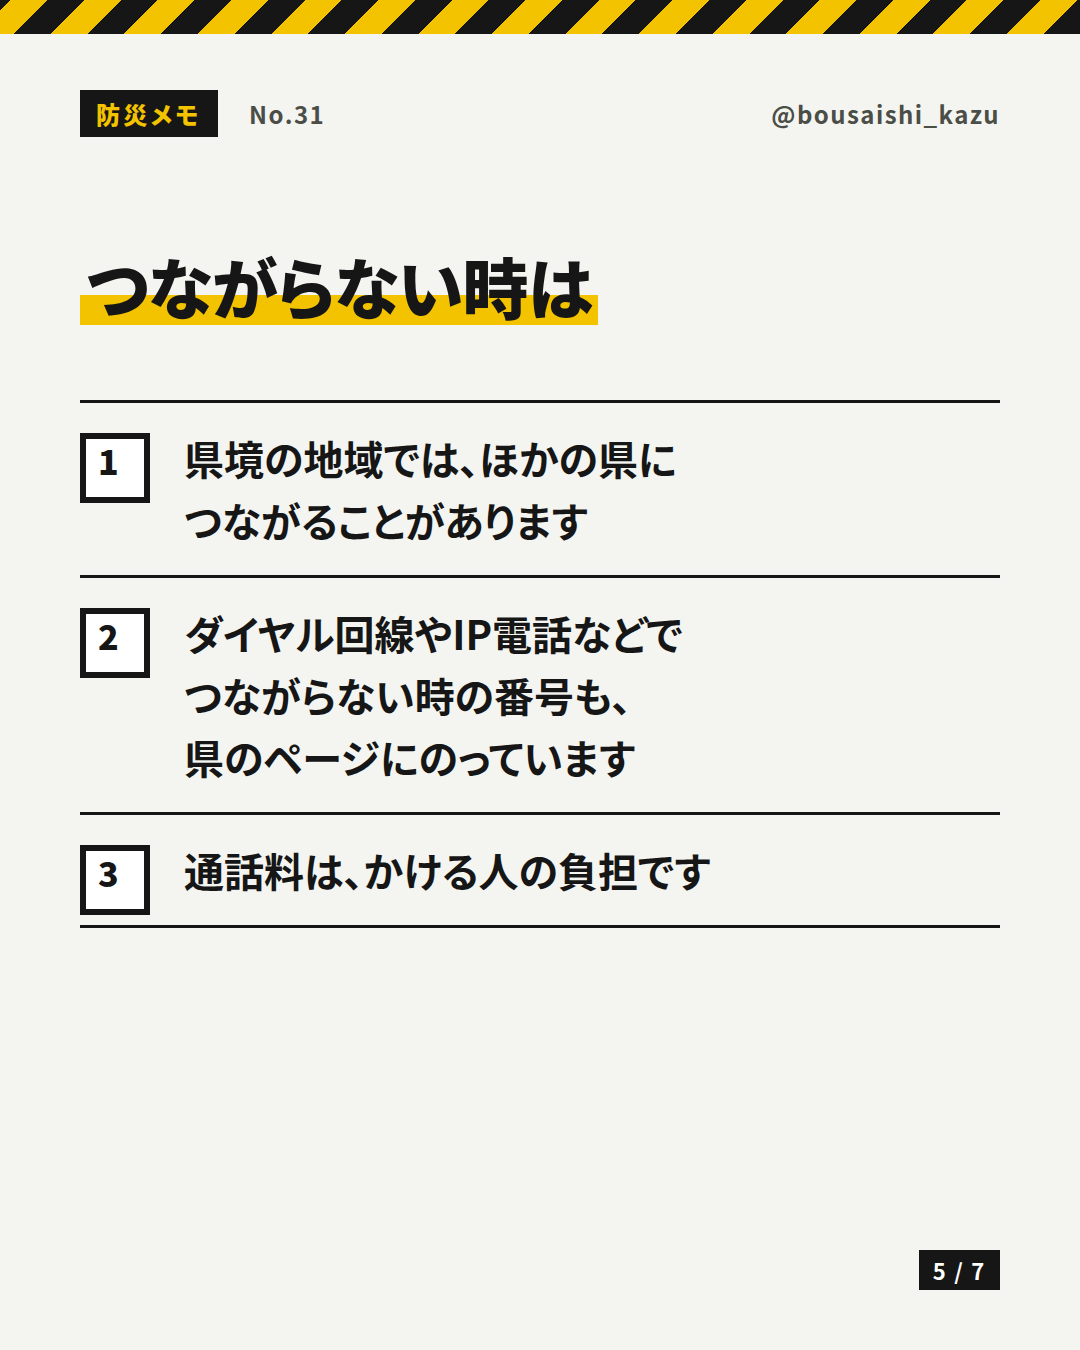 防災メモ No.31 @bousaishi_kazu
つながらない時は
1 県境の地域では、ほかの県に
つながることがあります
2 ダイヤル回線やIP電話などで
つながらない時の番号も、
県のページにのっています
3 通話料は、かける人の負担です
5 / 7